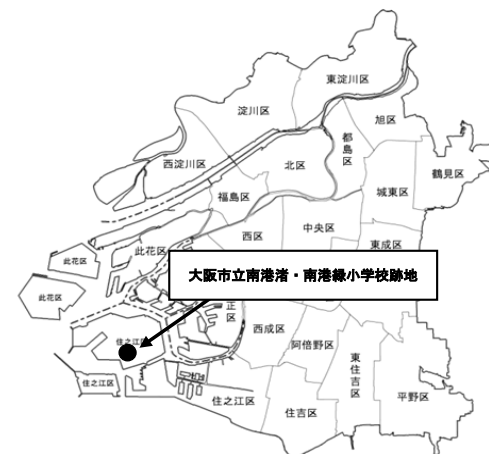 東淀川区
淀川区
旭区
都島区
西淀川区
北区
鶴見区
城東区
福島区
中央区
西区
東成区
此花区
此花区
此花区
大阪市立南港渚・南港緑小学校跡地
正区
西成区
阿倍野区
東住吉区
住之江区
住之江区
住之江区
住吉区
平野区